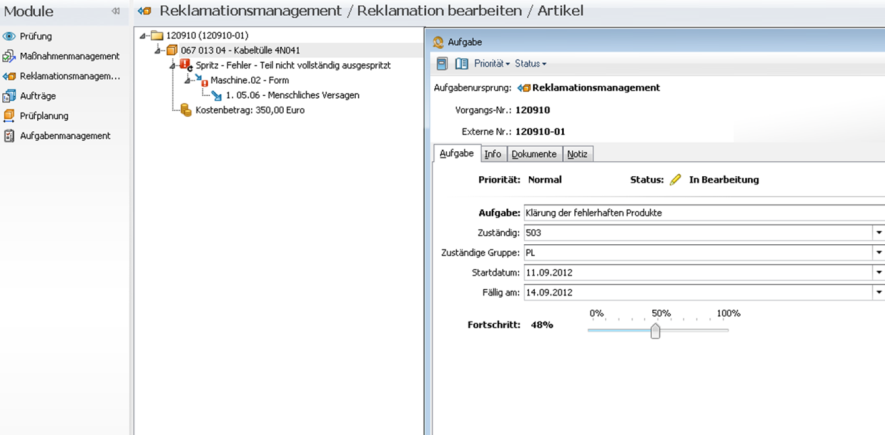 Module
Reklamationsmanagement / Reklamation bearbeiten / Artikel
Prüfung
Maßnahmenmanagement
Reklamationsmanagem...
Aufträge
Prüfplanung
Aufgabenmanagement
120910 (120910-01)
067 013 04 - Kabeltülle 4N041
Spritz - Fehler - Teil nicht vollständig ausgespritzt
Maschine.02 - Form
1. 05.06 - Menschliches Versagen
Kostenbetrag: 350,00 Euro
Aufgabe
Priorität Status
Aufgabenursprung: Reklamationsmanagement
Vorgangs-Nr.: 120910
Externe Nr.: 120910-01
Aufgabe Info Dokumente Notiz
Priorität: Normal Status: In Bearbeitung
Aufgabe: Klärung der fehlerhaften Produkte
Zuständig: 503
Zuständige Gruppe: PL
Startdatum: 11.09.2012
Fällig am: 14.09.2012
0% 50% 100%
Fortschritt: 48%